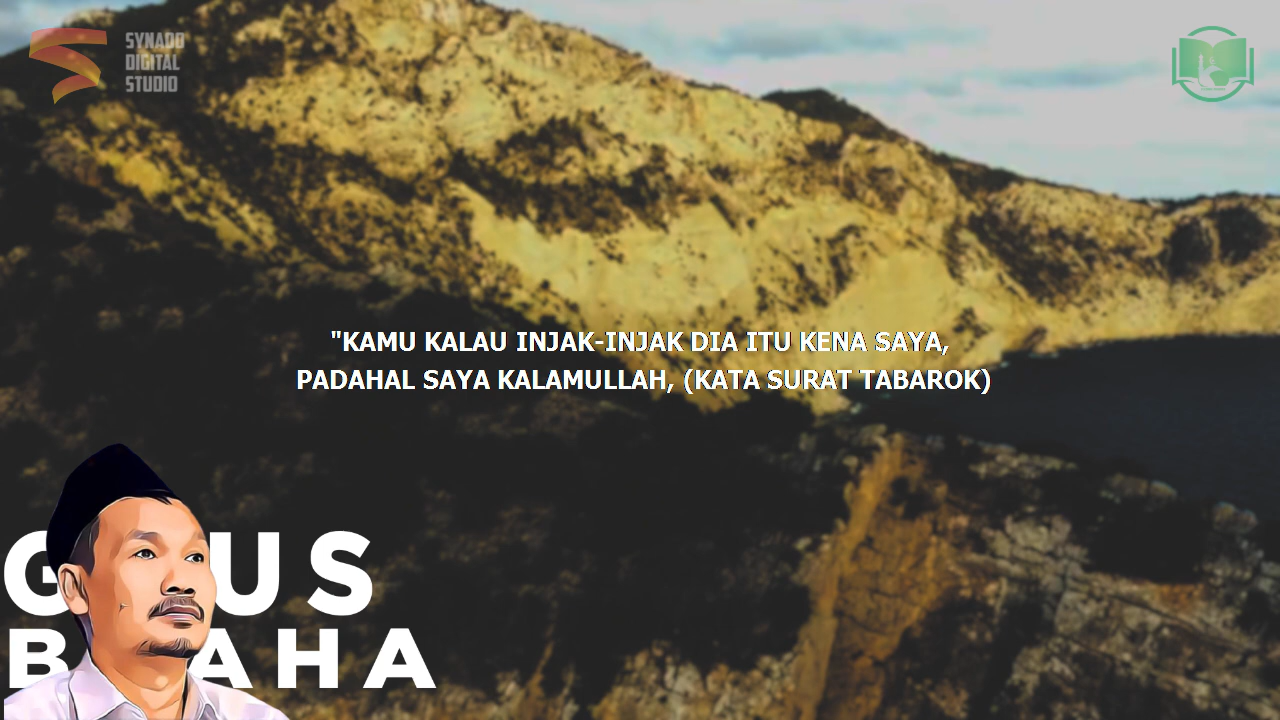 SYNADO
DIGITAL
STUDIO
"KAMU KALAU INJAK-INJAK DIA ITU KENA SAYA,
PADAHAL SAYA KALAMULLAH, (KATA SURAT TABAROK)
GUS
BAHA